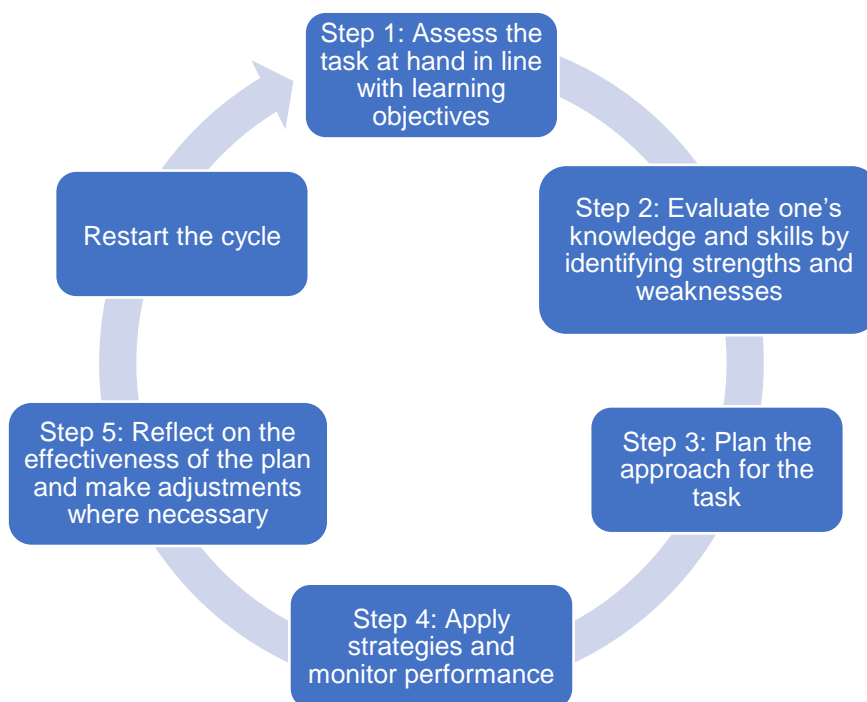 Step 1: Assess the
task at hand in line
with learning
objectives
Step 2: Evaluate one’s
knowledge and skills by
identifying strengths and
weaknesses
Step 3: Plan the
approach for the
task
Step 4: Apply
strategies and
monitor performance
Step 5: Reflect on the
effectiveness of the plan
and make adjustments
where necessary
Restart the cycle